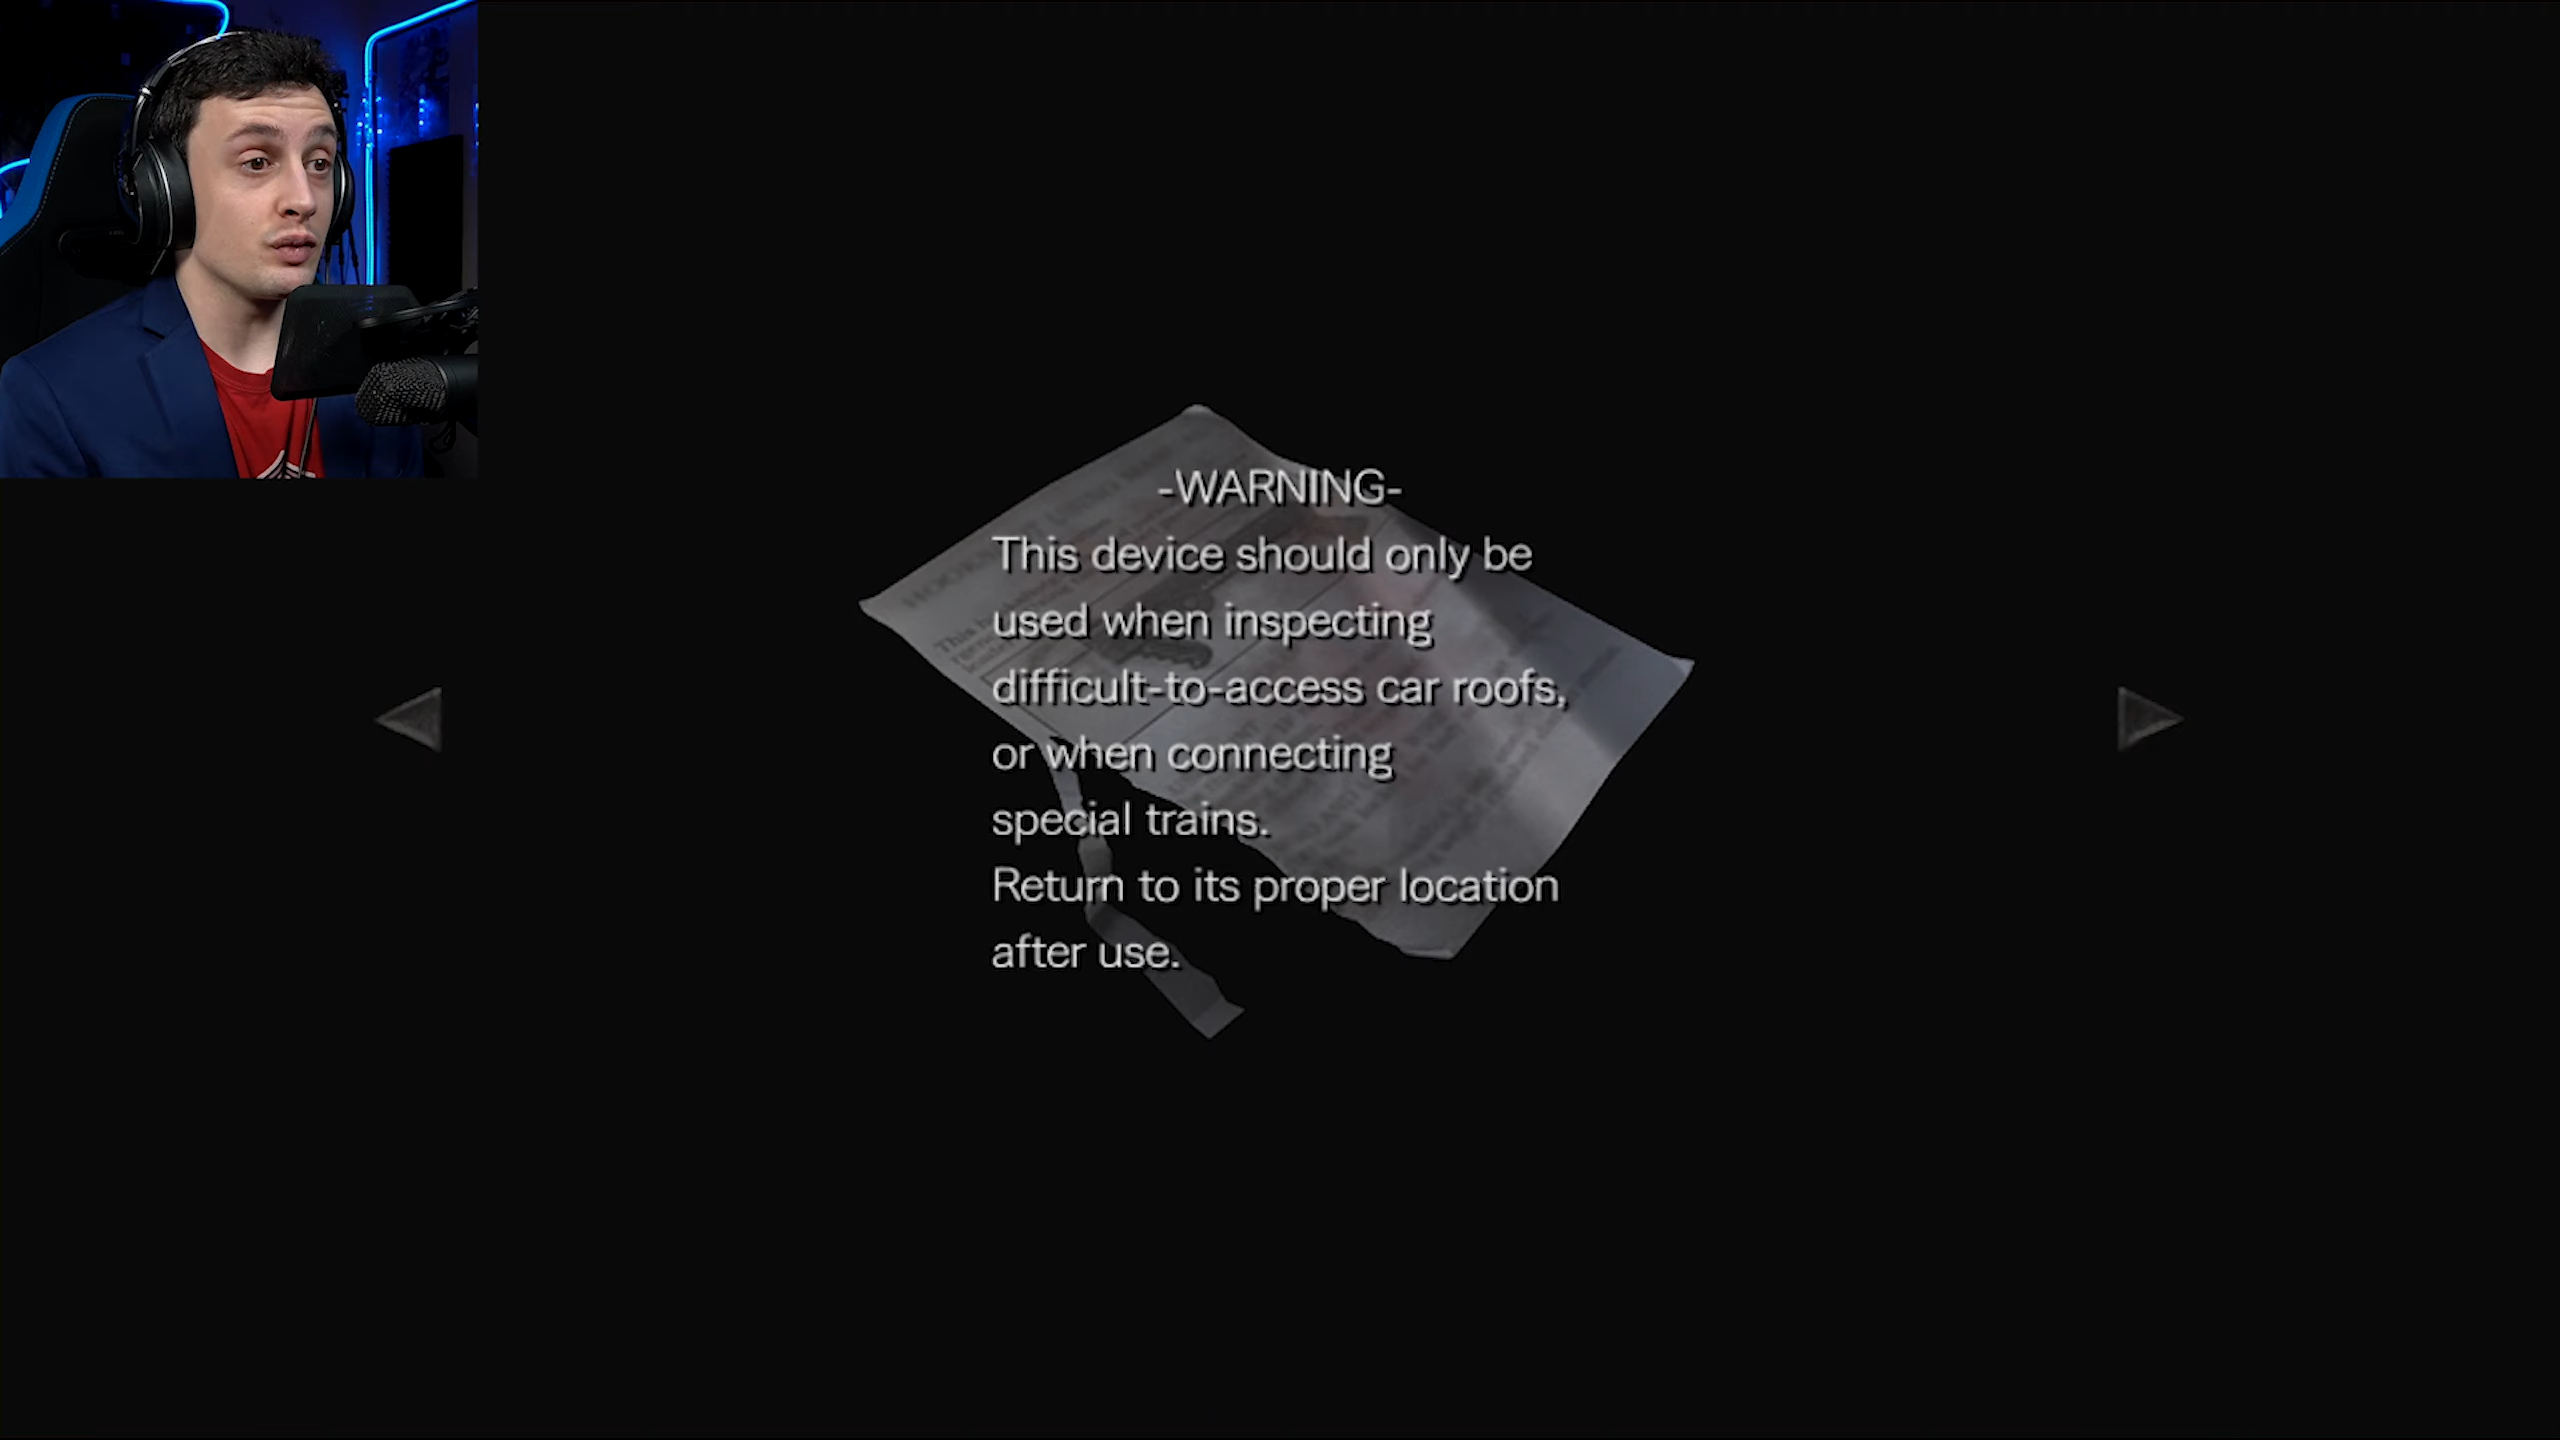 -WARNING-
This device should only be
used when inspecting
difficult-to-access car roofs,
or when connecting
special trains.
Return to its proper location
after use.